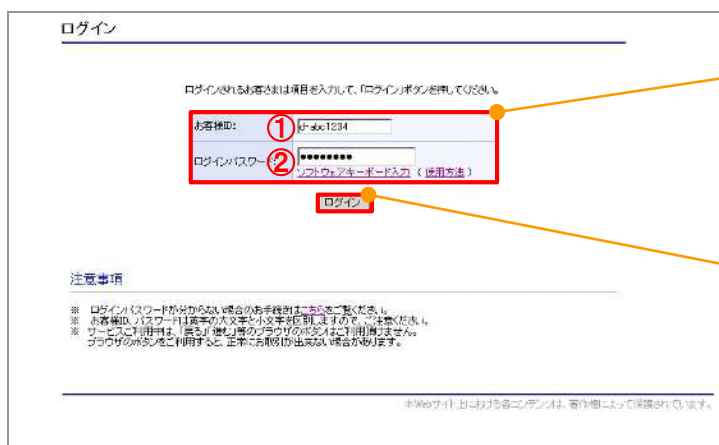 ログイン
ログインされるお客さまは項目を入力して、「ログイン」ボタンを押してください。
お客様ID: ① d-abc1234
ログインパスワード: ② ●●●●●●●●
ソフトウェアキーボード入力 ( 使用方法 )
ログイン
注意事項
※ ログインパスワードが分からない場合のお手続きはこちらをご覧ください。
※ お客様ID、パスワードは英字の大文字と小文字を区別しますので、ご注意ください。
※ サービスご利用中は、「戻る」「進む」等のブラウザのボタンはご利用頂けません。
ブラウザのボタンをご利用すると、正常にお取引が出来ない場合があります。
本Webサイト上における各コンテンツは、著作権によって保護されています。